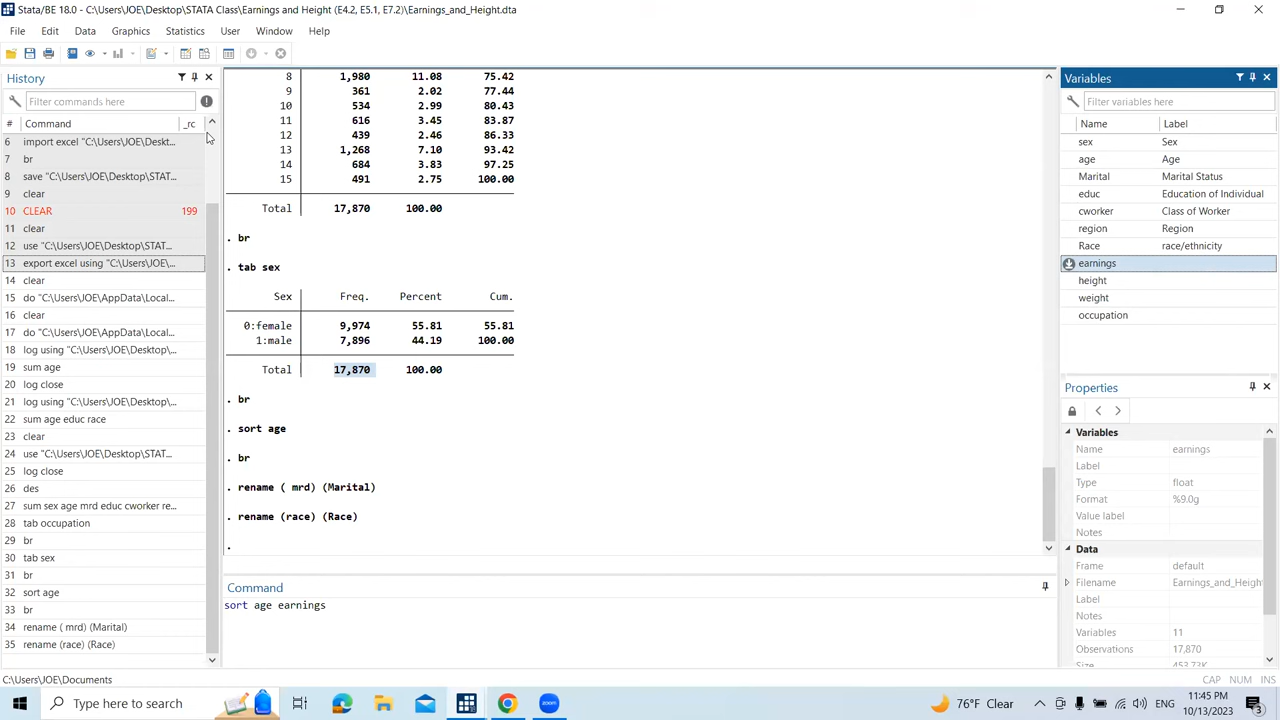 Stata/BE 18.0 - C:\Users\JOE\Desktop\STATA Class\Earnings and Height (E4.2, E5.1, E7.2)\Earnings_and_Height.dta
File Edit Data Graphics Statistics User Window Help
History
Filter commands here
# Command _rc
6 import excel "C:\Users\JOE\Deskt...
7 br
8 save "C:\Users\JOE\Desktop\STA...
9 clear
10 CLEAR 199
11 clear
12 use "C:\Users\JOE\Desktop\STAT...
13 export excel using "C:\Users\JOE\...
14 clear
15 do "C:\Users\JOE\AppData\Local...
16 clear
17 do "C:\Users\JOE\AppData\Local...
18 log using "C:\Users\JOE\Desktop\...
19 sum age
20 log close
21 log using "C:\Users\JOE\Desktop\...
22 sum age educ race
23 clear
24 use "C:\Users\JOE\Desktop\STAT...
25 log close
26 des
27 sum sex age mrd educ cworker re...
28 tab occupation
29 br
30 tab sex
31 br
32 sort age
33 br
34 rename ( mrd) (Marital)
35 rename (race) (Race)
8 1,980 11.08 75.42
9 361 2.02 77.44
10 534 2.99 80.43
11 616 3.45 83.87
12 439 2.46 86.33
13 1,268 7.10 93.42
14 684 3.83 97.25
15 491 2.75 100.00
Total 17,870 100.00
. br
. tab sex
Sex Freq. Percent Cum.
0:female 9,974 55.81 55.81
1:male 7,896 44.19 100.00
Total 17,870 100.00
. br
. sort age
. br
. rename ( mrd) (Marital)
. rename (race) (Race)
.
Command
sort age earnings
Variables
Filter variables here
Name Label
sex Sex
age Age
Marital Marital Status
educ Education of Individual
cworker Class of Worker
region Region
Race race/ethnicity
earnings
height
weight
occupation
Properties
Variables
Name earnings
Label
Type float
Format %9.0g
Value label
Notes
Data
Frame default
Filename Earnings_and_Heigh
Label
Notes
Variables 11
Observations 17,870
Size 453.73K
C:\Users\JOE\Documents
CAP NUM INS
Type here to search
zoom
76°F Clear
ENG
11:45 PM
10/13/2023
3